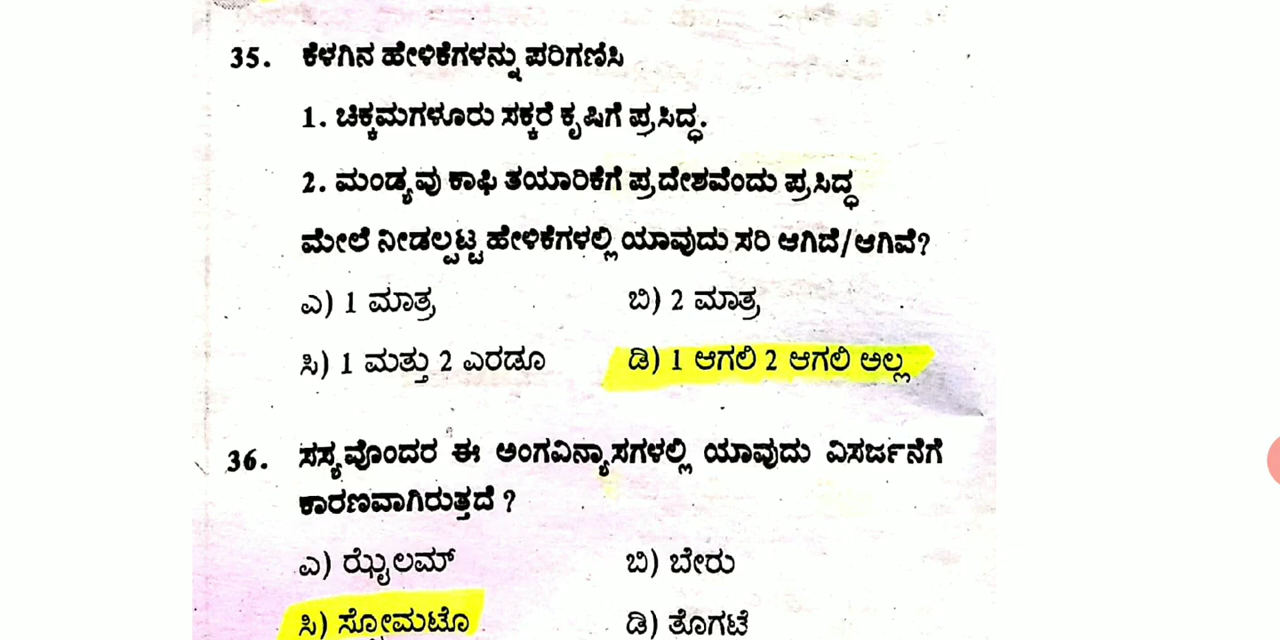 35. ಕೆಳಗಿನ ಹೇಳಿಕೆಗಳನ್ನು ಪರಿಗಣಿಸಿ
1. ಚಿಕ್ಕಮಗಳೂರು ಸಕ್ಕರೆ ಕೃಷಿಗೆ ಪ್ರಸಿದ್ಧ.
2. ಮಂಡ್ಯವು ಕಾಫಿ ತಯಾರಿಕೆಗೆ ಪ್ರದೇಶವೆಂದು ಪ್ರಸಿದ್ಧ
ಮೇಲೆ ನೀಡಲ್ಪಟ್ಟ ಹೇಳಿಕೆಗಳಲ್ಲಿ ಯಾವುದು ಸರಿ ಆಗಿದೆ/ಆಗಿವೆ?
ಎ) 1 ಮಾತ್ರ ಬಿ) 2 ಮಾತ್ರ
ಸಿ) 1 ಮತ್ತು 2 ಎರಡೂ ಡಿ) 1 ಆಗಲಿ 2 ಆಗಲಿ ಅಲ್ಲ
36. ಸಸ್ಯವೊಂದರ ಈ ಅಂಗವಿನ್ಯಾಸಗಳಲ್ಲಿ ಯಾವುದು ವಿಸರ್ಜನೆಗೆ
ಕಾರಣವಾಗಿರುತ್ತದೆ ?
ಎ) ಝೈಲಮ್ ಬಿ) ಬೇರು
ಸಿ) ಸ್ಟೋಮಟೊ ಡಿ) ತೊಗಟೆ